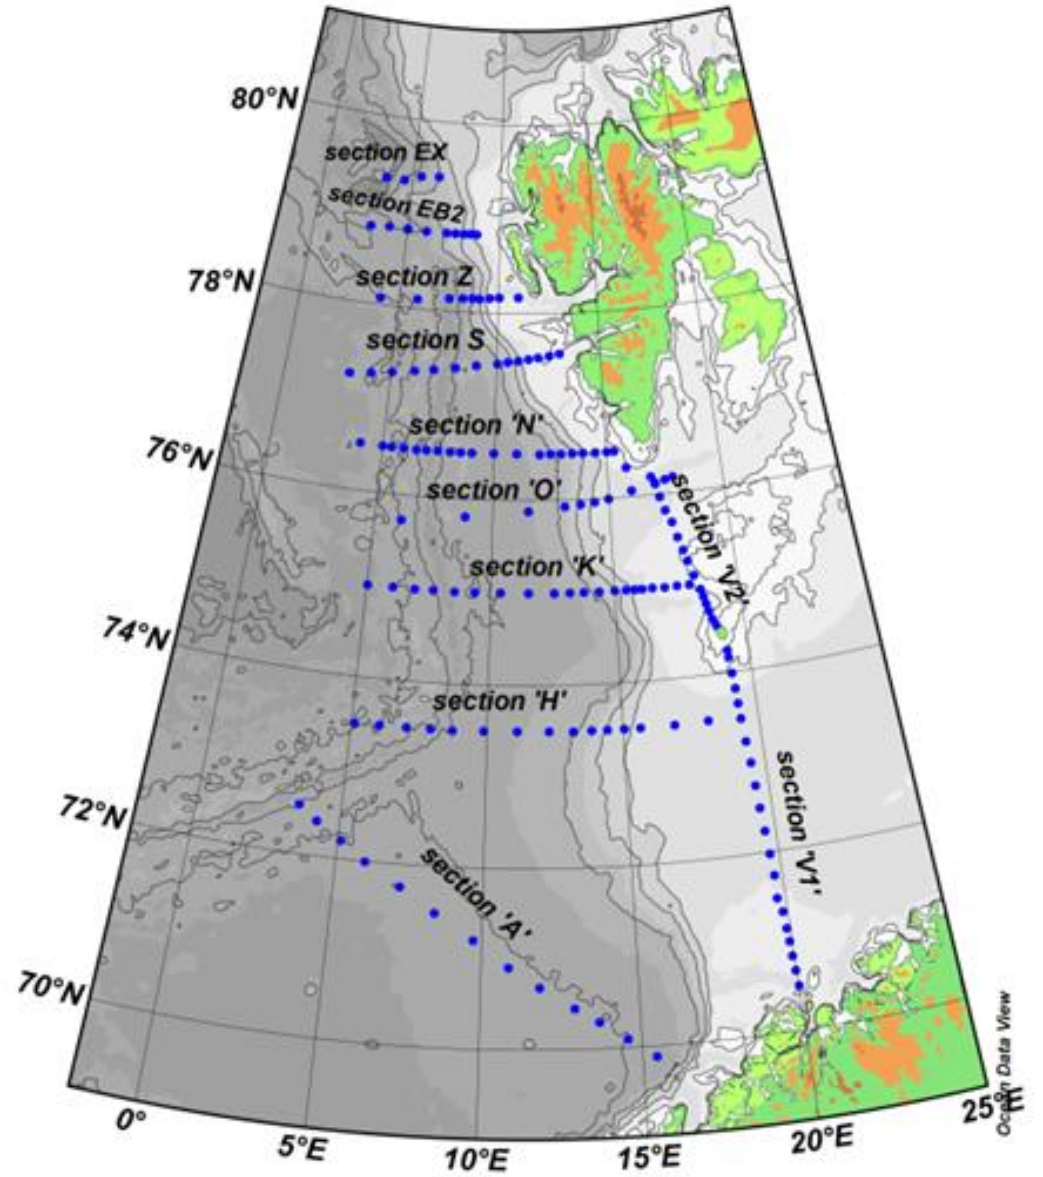 80°N
section EX
section EB2
78°N
section Z
section S
section 'N'
76°N
section 'O'
section 'V2'
section 'K'
74°N
section 'H'
72°N
section 'V1'
section 'A'
70°N
Ocean Data View
0°
5°E
10°E
15°E
20°E
25°E